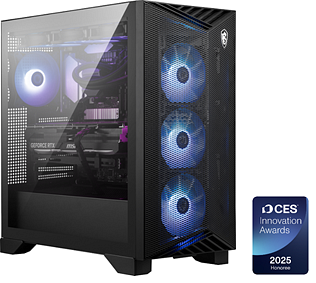 GEFORCE RTX
CES
Innovation
Awards
2025
Honoree